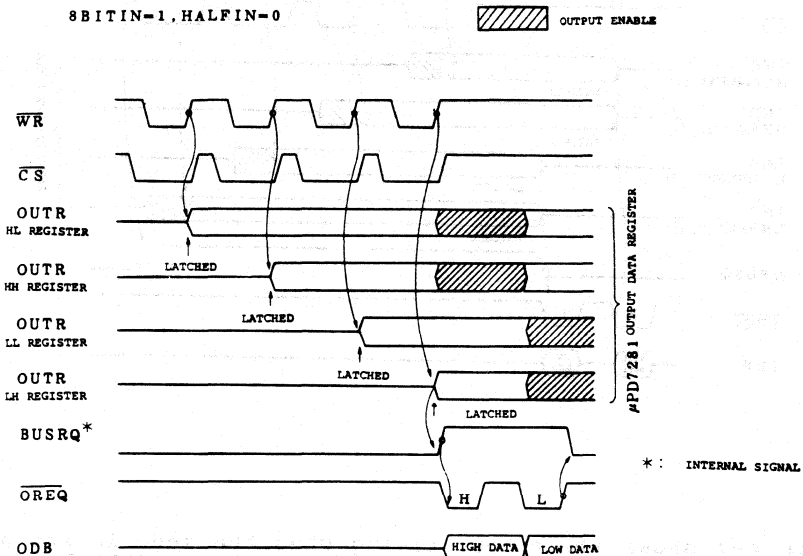 8BITIN=1, HALFIN=0
OUTPUT ENABLE
WR
CS
OUTR
HL REGISTER
LATCHED
OUTR
HH REGISTER
LATCHED
OUTR
LL REGISTER
LATCHED
OUTR
LH REGISTER
LATCHED
μPD7281 OUTPUT DATA REGISTER
BUSRQ*
* : INTERNAL SIGNAL
OREQ
H
L
ODB
HIGH DATA
LOW DATA